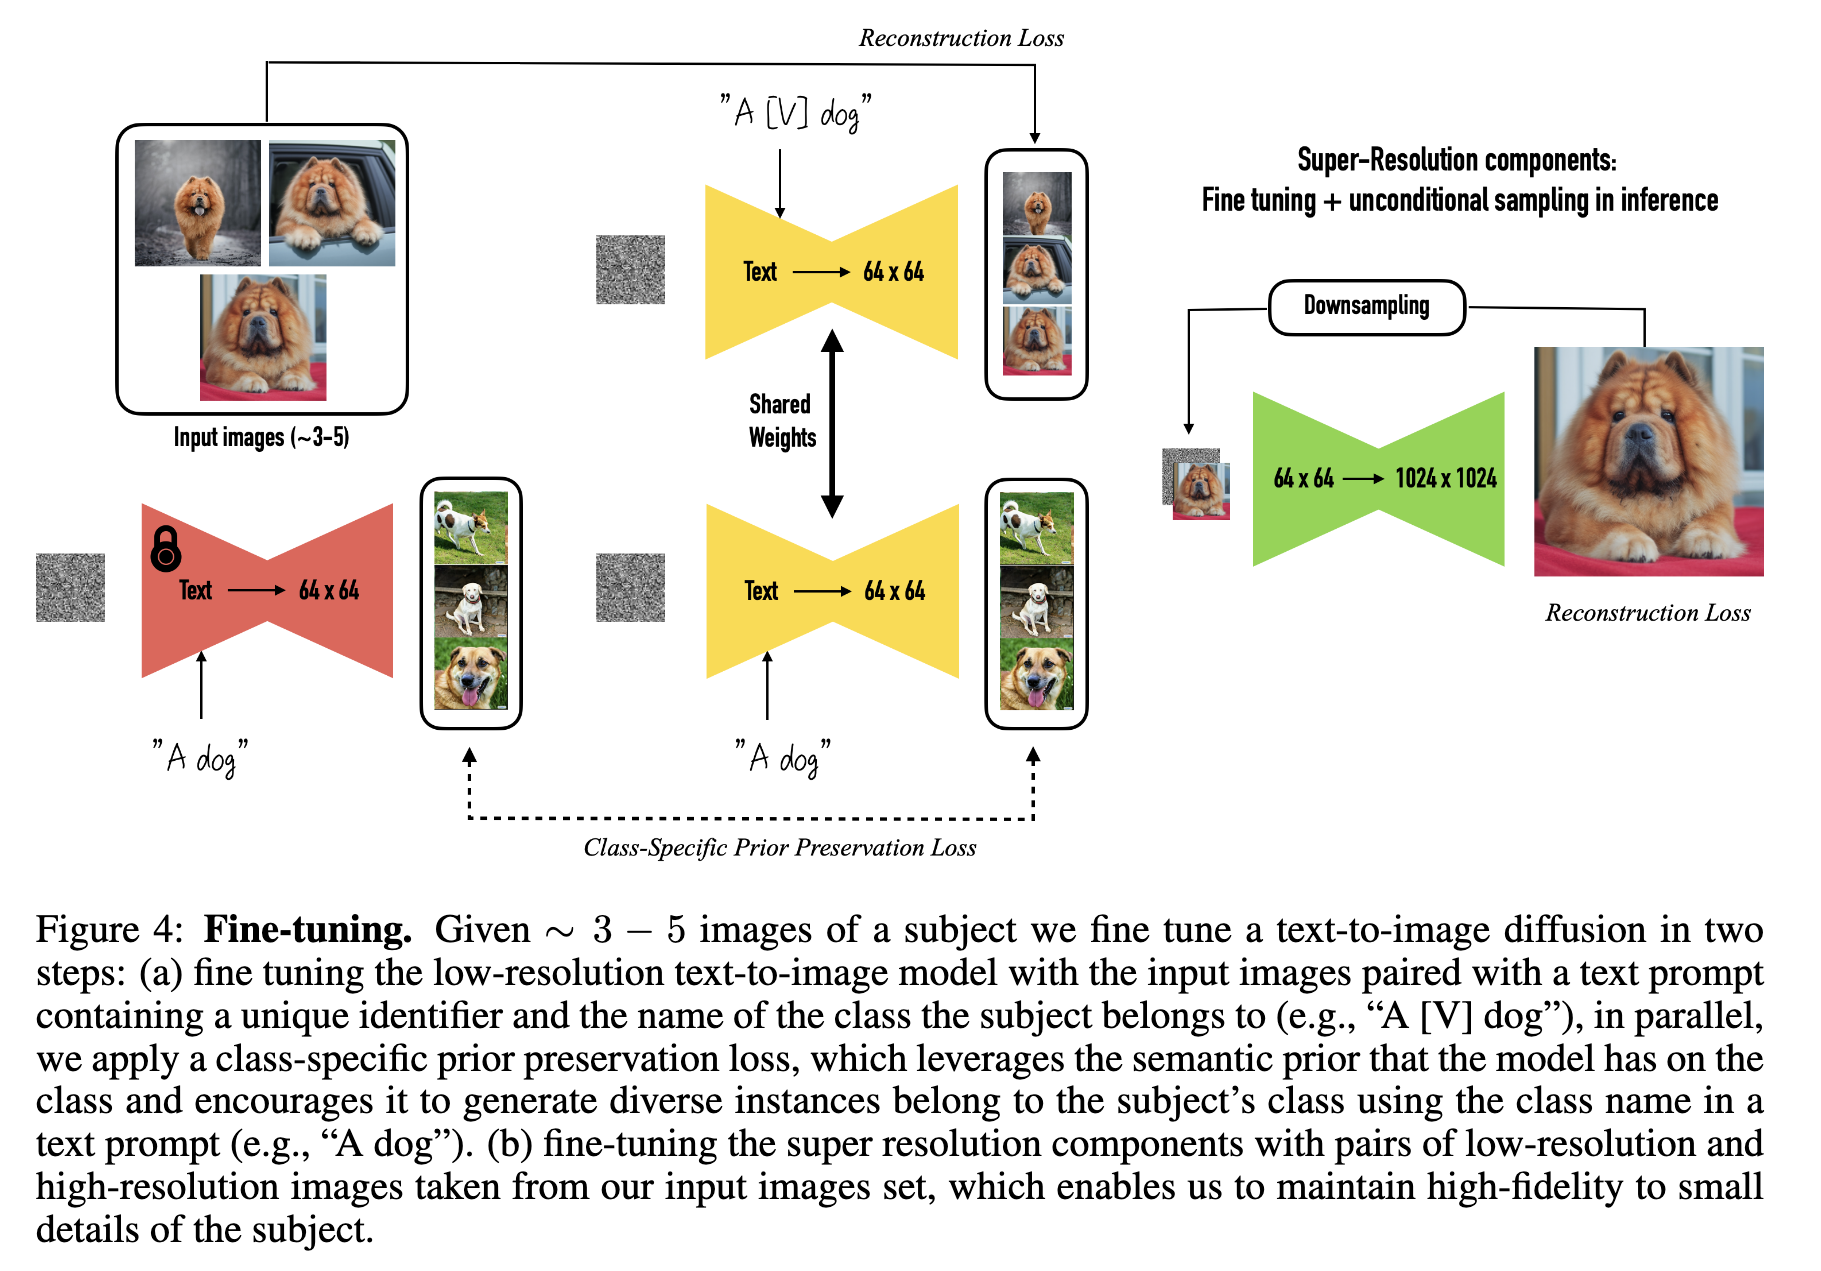 Reconstruction Loss
"A [V] dog"
Super-Resolution components:
Fine tuning + unconditional sampling in inference
Text → 64 x 64
Downsampling
Shared
Weights
Input images (~3-5)
64 x 64 → 1024 x 1024
Text → 64 x 64
Text → 64 x 64
Reconstruction Loss
"A dog"
"A dog"
Class-Specific Prior Preservation Loss
Figure 4: Fine-tuning. Given ∼ 3 − 5 images of a subject we fine tune a text-to-image diffusion in two
steps: (a) fine tuning the low-resolution text-to-image model with the input images paired with a text prompt
containing a unique identifier and the name of the class the subject belongs to (e.g., “A [V] dog”), in parallel,
we apply a class-specific prior preservation loss, which leverages the semantic prior that the model has on the
class and encourages it to generate diverse instances belong to the subject’s class using the class name in a
text prompt (e.g., “A dog”). (b) fine-tuning the super resolution components with pairs of low-resolution and
high-resolution images taken from our input images set, which enables us to maintain high-fidelity to small
details of the subject.